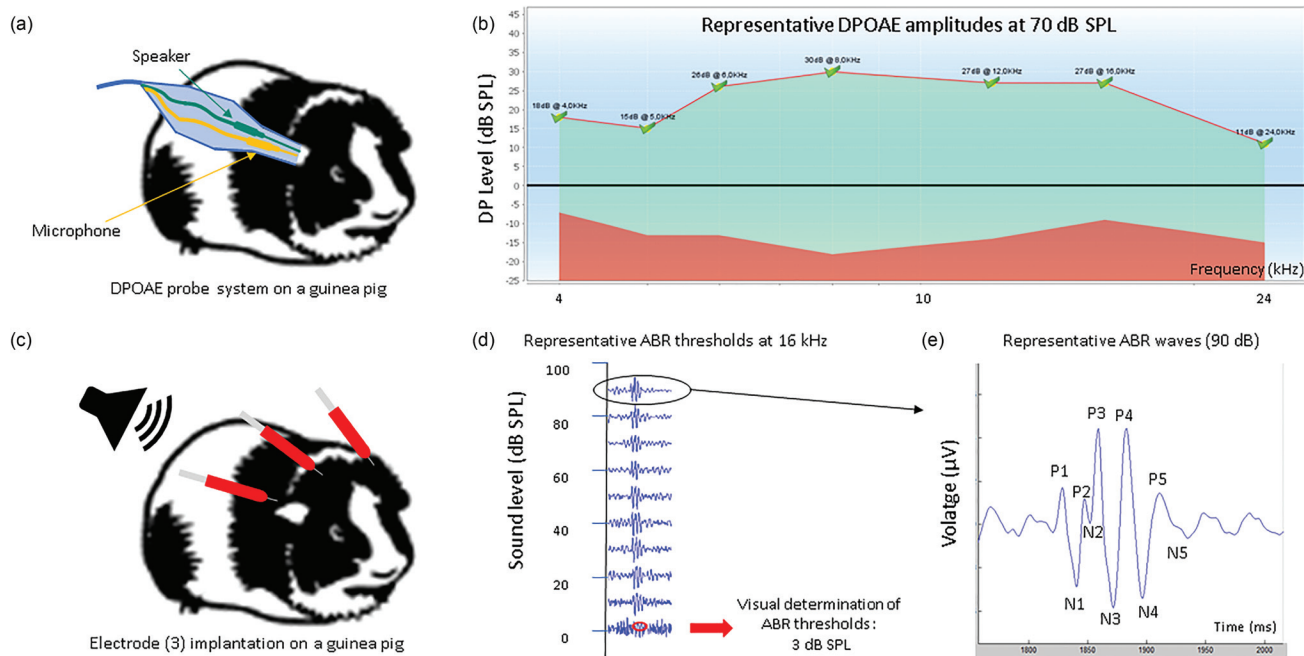 (a)
Speaker
Microphone
DPOAE probe system on a guinea pig
(b)
Representative DPOAE amplitudes at 70 dB SPL
DP Level (dB SPL)
45
40
35
30
25
20
15
10
5
0
-5
-10
-15
-20
-25
18dB @ 4,0KHz
15dB @ 5,0KHz
26dB @ 6,0KHz
30dB @ 8,0KHz
27dB @ 12,0KHz
27dB @ 16,0KHz
11dB @ 24,0KHz
Frequency (kHz)
4
10
24
(c)
Electrode (3) implantation on a guinea pig
(d)
Representative ABR thresholds at 16 kHz
Sound level (dB SPL)
100
80
60
40
20
0
Visual determination of
ABR thresholds:
3 dB SPL
(e)
Representative ABR waves (90 dB)
Volatge (µV)
P1
P2
P3
P4
P5
N1
N2
N3
N4
N5
Time (ms)
1800
1850
1900
1950
2000